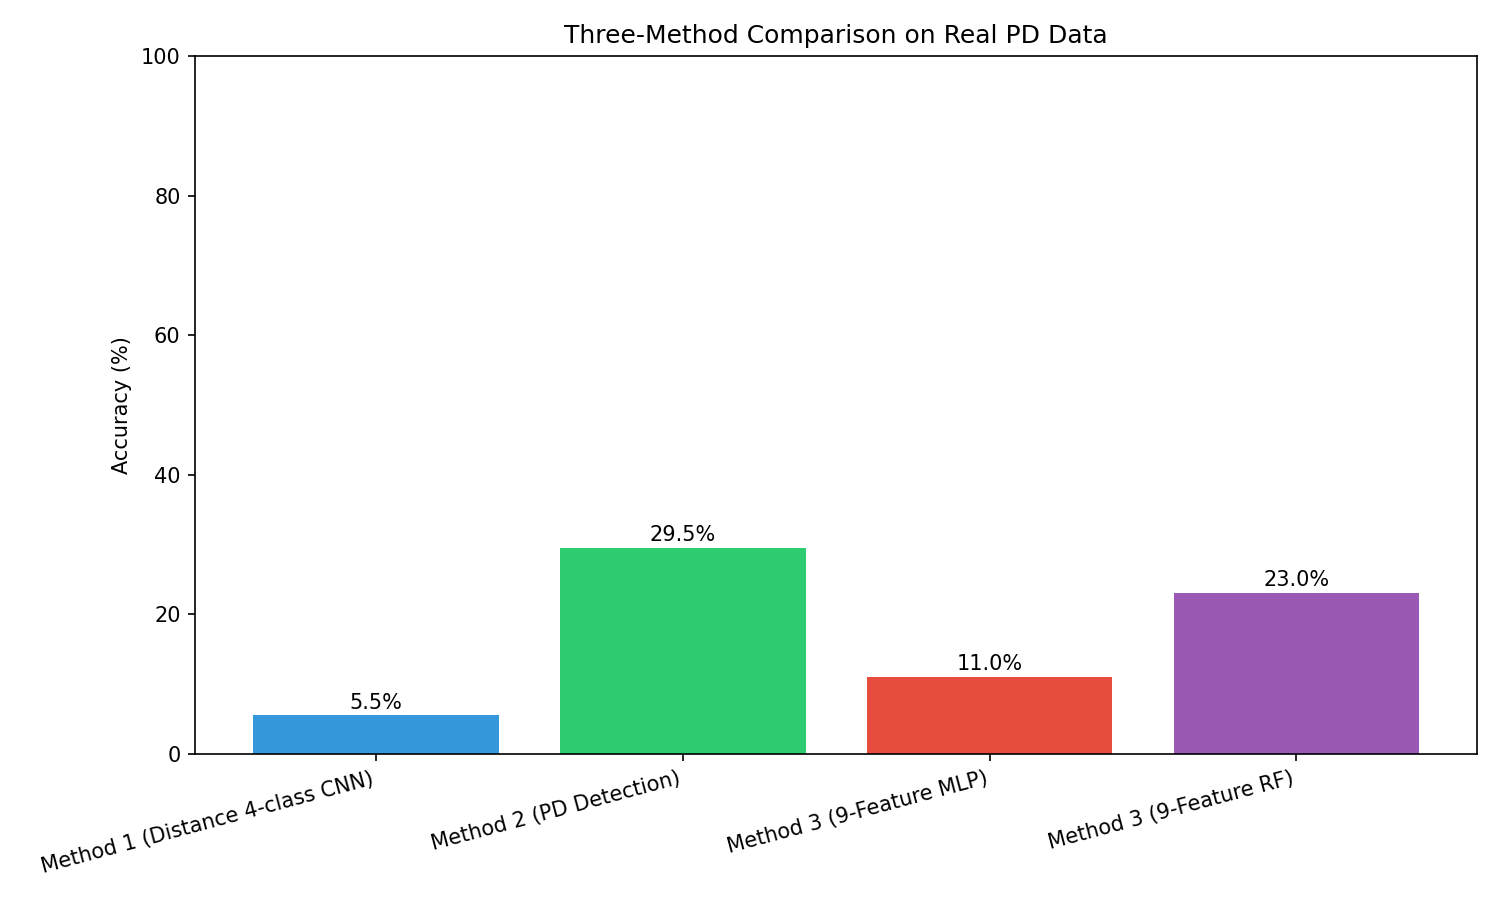 Three-Method Comparison on Real PD Data
Accuracy (%)
100
80
60
40
20
0
5.5%
29.5%
11.0%
23.0%
Method 1 (Distance 4-class CNN)
Method 2 (PD Detection)
Method 3 (9-Feature MLP)
Method 3 (9-Feature RF)